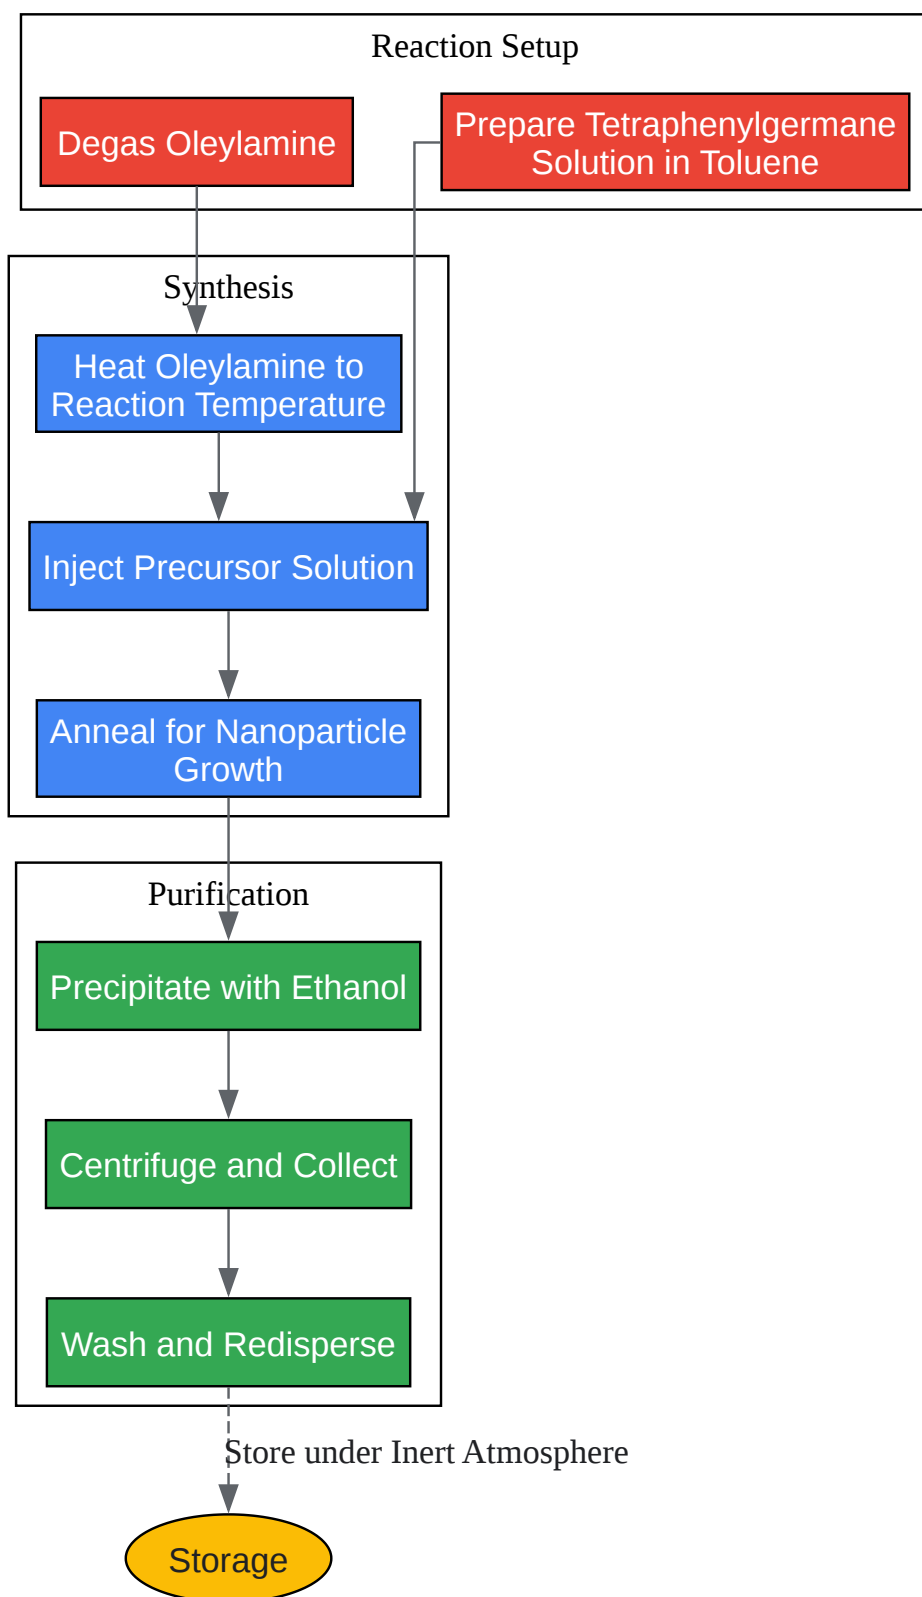 Reaction Setup
Degas Oleylamine
Prepare Tetraphenylgermane
Solution in Toluene
Synthesis
Heat Oleylamine to
Reaction Temperature
Inject Precursor Solution
Anneal for Nanoparticle
Growth
Purification
Precipitate with Ethanol
Centrifuge and Collect
Wash and Redisperse
Store under Inert Atmosphere
Storage